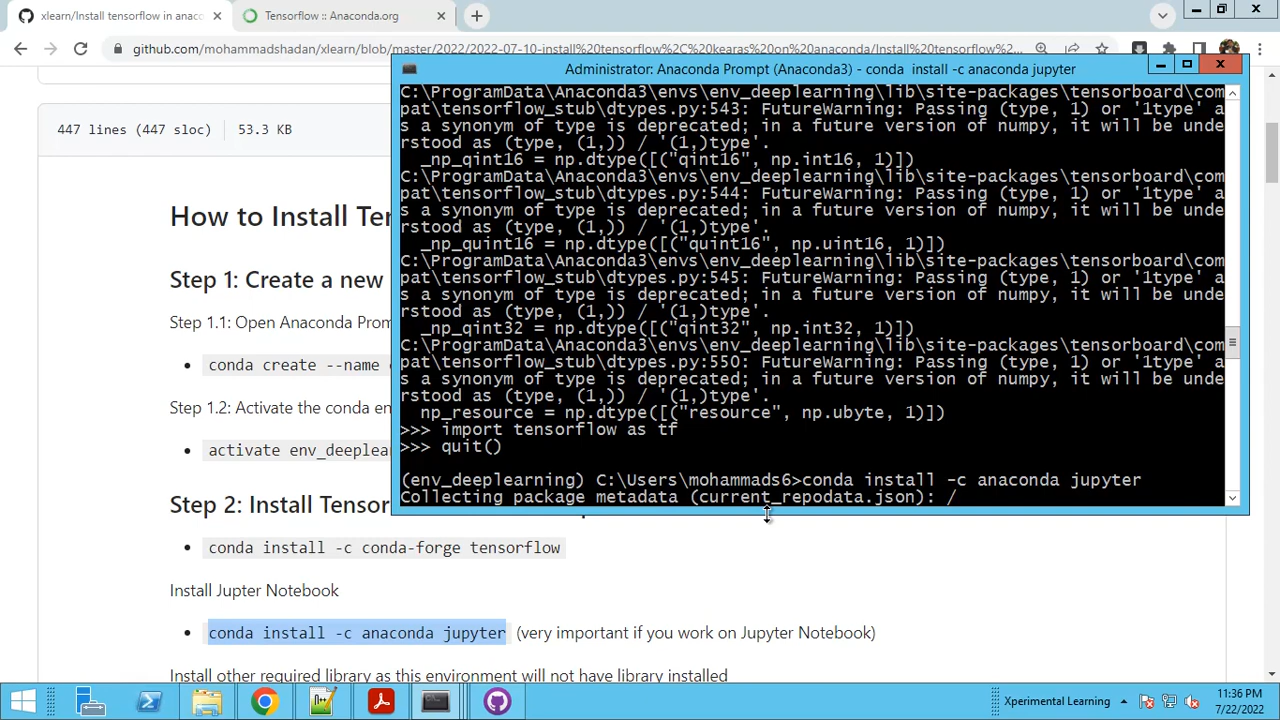 xlearn/Install tensorflow in anac
Tensorflow :: Anaconda.org
github.com/mohammadshadan/xlearn/blob/master/2022/2022-07-10-install%20tensorflow%2C%20kearas%20on%20anaconda/Install%20tensorflow%...
447 lines (447 sloc)
53.3 KB
How to Install Ter
Step 1: Create a new
Step 1.1: Open Anaconda Prom
conda create --name
Step 1.2: Activate the conda en
activate env_deeplea
Step 2: Install Tensor
conda install -c conda-forge tensorflow
Install Jupter Notebook
conda install -c anaconda jupyter (very important if you work on Jupyter Notebook)
Install other required library as this environment will not have library installed
Administrator: Anaconda Prompt (Anaconda3) - conda install -c anaconda jupyter
C:\ProgramData\Anaconda3\envs\env_deeplearning\lib\site-packages\tensorboard\com
pat\tensorflow_stub\dtypes.py:543: FutureWarning: Passing (type, 1) or '1type' a
s a synonym of type is deprecated; in a future version of numpy, it will be unde
rstood as (type, (1,)) / '(1,)type'.
_np_qint16 = np.dtype([("qint16", np.int16, 1)])
C:\ProgramData\Anaconda3\envs\env_deeplearning\lib\site-packages\tensorboard\com
pat\tensorflow_stub\dtypes.py:544: FutureWarning: Passing (type, 1) or '1type' a
s a synonym of type is deprecated; in a future version of numpy, it will be unde
rstood as (type, (1,)) / '(1,)type'.
_np_quint16 = np.dtype([("quint16", np.uint16, 1)])
C:\ProgramData\Anaconda3\envs\env_deeplearning\lib\site-packages\tensorboard\com
pat\tensorflow_stub\dtypes.py:545: FutureWarning: Passing (type, 1) or '1type' a
s a synonym of type is deprecated; in a future version of numpy, it will be unde
rstood as (type, (1,)) / '(1,)type'.
_np_qint32 = np.dtype([("qint32", np.int32, 1)])
C:\ProgramData\Anaconda3\envs\env_deeplearning\lib\site-packages\tensorboard\com
pat\tensorflow_stub\dtypes.py:550: FutureWarning: Passing (type, 1) or '1type' a
s a synonym of type is deprecated; in a future version of numpy, it will be unde
rstood as (type, (1,)) / '(1,)type'.
np_resource = np.dtype([("resource", np.ubyte, 1)])
>>> import tensorflow as tf
>>> quit()
(env_deeplearning) C:\Users\mohammads6>conda install -c anaconda jupyter
Collecting package metadata (current_repodata.json): /
Xperimental Learning
11:36 PM
7/22/2022